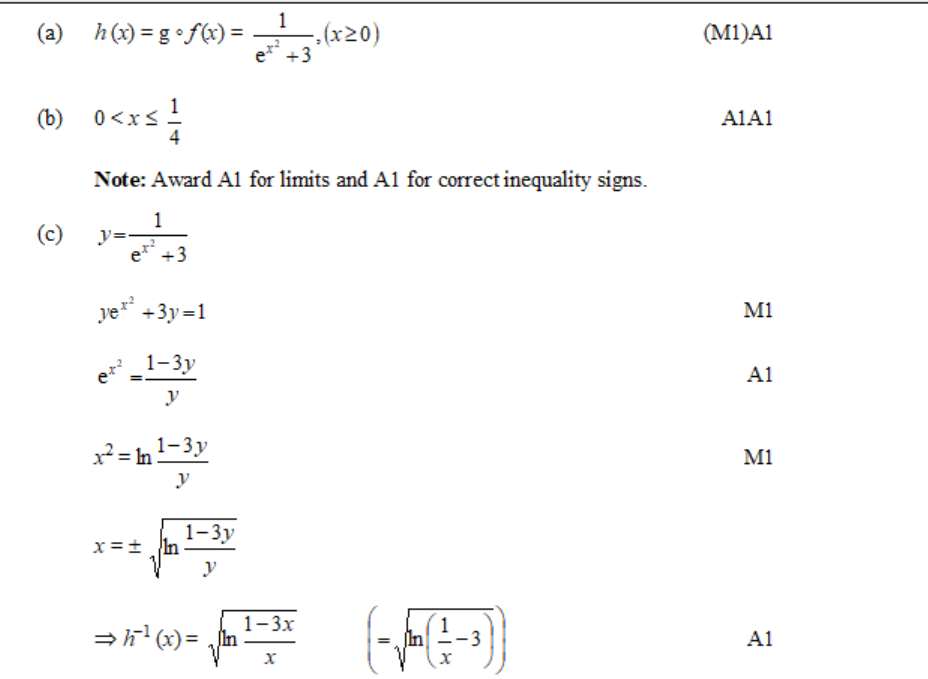 (a) h(x) = g∘f(x) = 1/(e^(x²) + 3), (x≥0) (M1)A1
(b) 0 < x ≤ 1/4 A1A1
Note: Award A1 for limits and A1 for correct inequality signs.
(c) y = 1/(e^(x²) + 3)
ye^(x²) + 3y = 1 M1
e^(x²) = (1−3y)/y A1
x² = ln (1−3y)/y M1
x = ± √(ln (1−3y)/y)
⇒ h⁻¹(x) = √(ln (1−3x)/x) (= √(ln(1/x −3))) A1